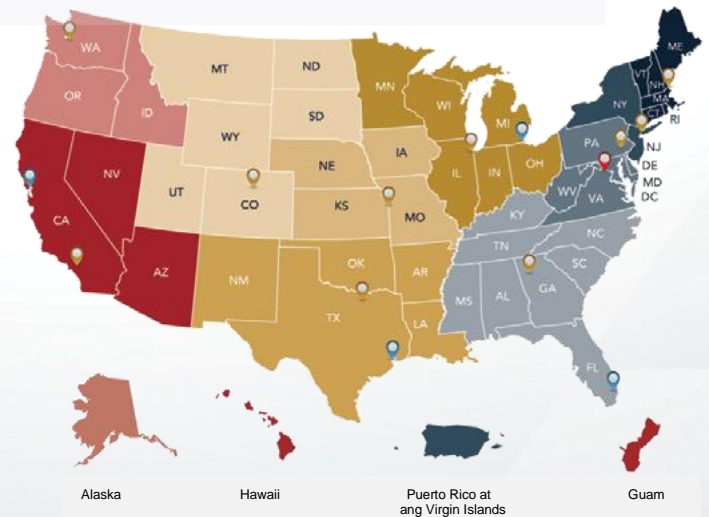 WA
OR
ID
MT
ND
SD
WY
NE
UT
CO
KS
NV
CA
AZ
NM
OK
TX
MN
WI
MI
IA
IL
IN
OH
MO
AR
LA
KY
TN
MS
AL
GA
NC
SC
FL
WV
VA
PA
NY
VT
NH
ME
MA
CT
RI
NJ
DE
MD
DC
Alaska
Hawaii
Puerto Rico at
ang Virgin Islands
Guam